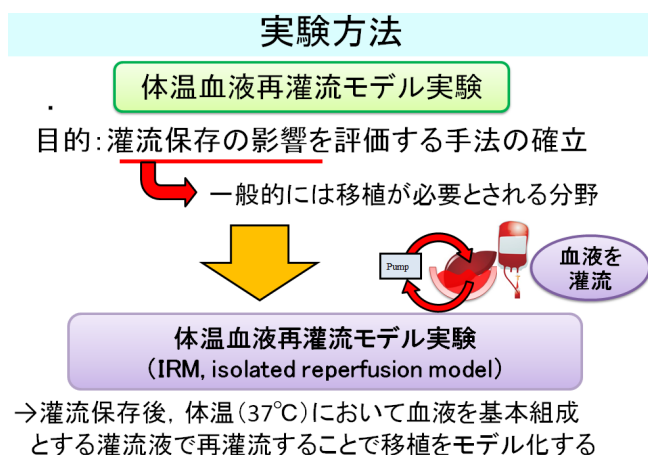 実験方法
体温血液再灌流モデル実験
目的：灌流保存の影響を評価する手法の確立
一般的には移植が必要とされる分野
Pump
血液を
灌流
体温血液再灌流モデル実験
（IRM, isolated reperfusion model）
→灌流保存後，体温（37℃）において血液を基本組成
とする灌流液で再灌流することで移植をモデル化する